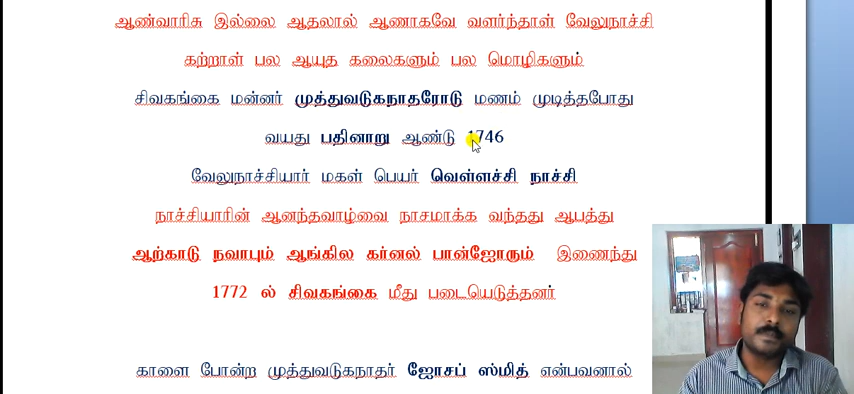 ஆண்வாரிசு இல்லை ஆதலால் ஆணாகவே வளர்ந்தாள் வேலுநாச்சி
கற்றாள் பல ஆயுத கலைகளும் பல மொழிகளும்
சிவகங்கை மன்னர் முத்துவடுகநாதரோடு மணம் முடித்தபோது
வயது பதினாறு ஆண்டு 1746
வேலுநாச்சியார் மகள் பெயர் வெள்ளச்சி நாச்சி
நாச்சியாரின் ஆனந்தவாழ்வை நாசமாக்க வந்தது ஆபத்து
ஆற்காடு நவாபும் ஆங்கில கர்னல் பான்ஜோரும் இணைந்து
1772 ல் சிவகங்கை மீது படையெடுத்தனர்
காளை போன்ற முத்துவடுகநாதர் ஜோசப் ஸ்மித் என்பவனால்